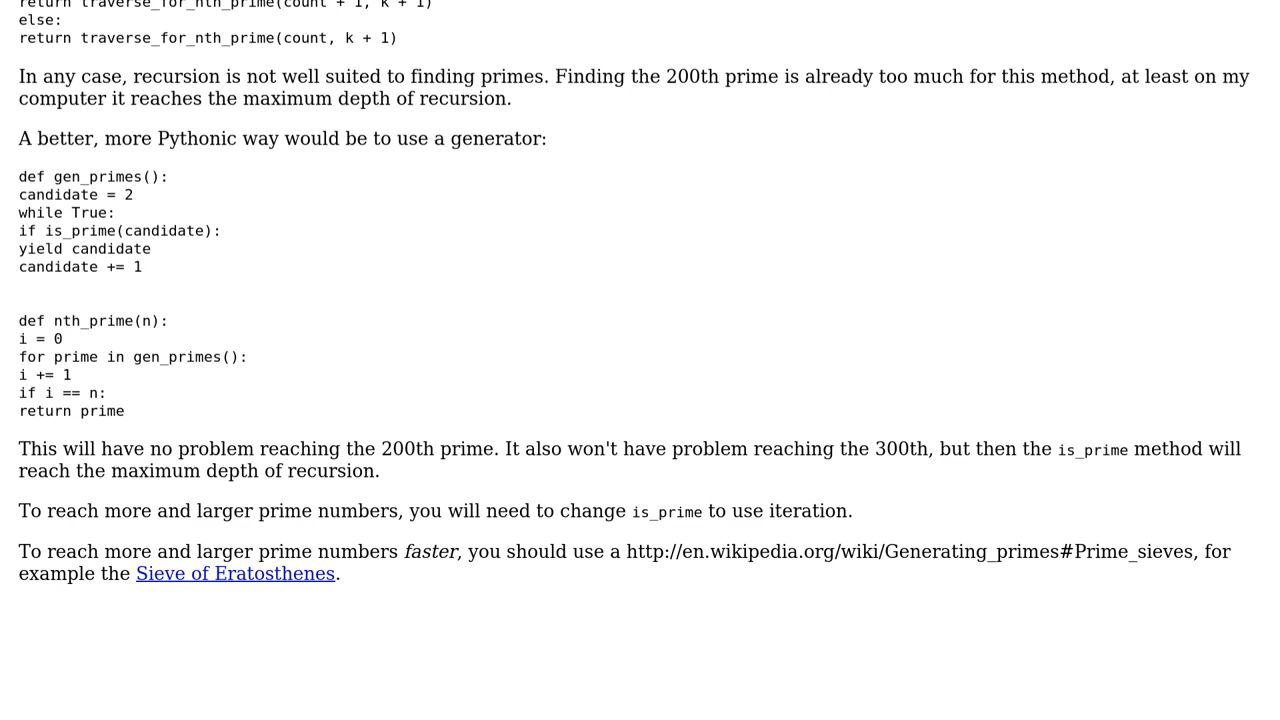 return traverse_for_nth_prime(count + 1, k + 1)
else:
return traverse_for_nth_prime(count, k + 1)
In any case, recursion is not well suited to finding primes. Finding the 200th prime is already too much for this method, at least on my
computer it reaches the maximum depth of recursion.
A better, more Pythonic way would be to use a generator:
def gen_primes():
candidate = 2
while True:
if is_prime(candidate):
yield candidate
candidate += 1
def nth_prime(n):
i = 0
for prime in gen_primes():
i += 1
if i == n:
return prime
This will have no problem reaching the 200th prime. It also won't have problem reaching the 300th, but then the is_prime method will
reach the maximum depth of recursion.
To reach more and larger prime numbers, you will need to change is_prime to use iteration.
To reach more and larger prime numbers faster, you should use a http://en.wikipedia.org/wiki/Generating_primes#Prime_sieves, for
example the Sieve of Eratosthenes.